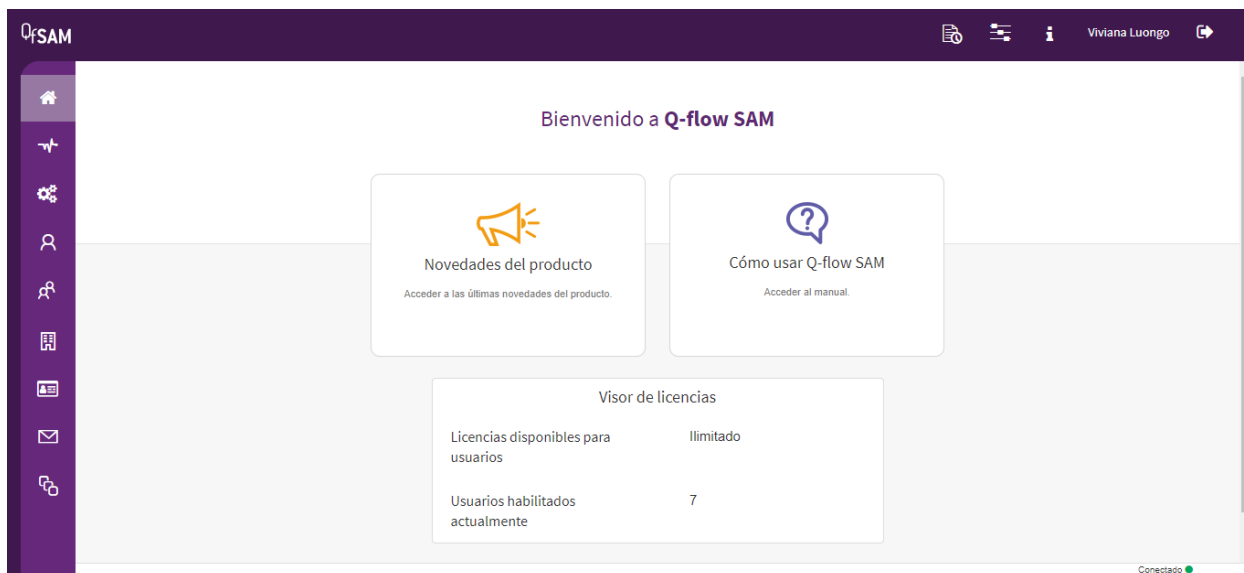 QfSAM
Viviana Luongo
Bienvenido a Q-flow SAM
Novedades del producto
Acceder a las últimas novedades del producto.
Cómo usar Q-flow SAM
Acceder al manual.
Visor de licencias
Licencias disponibles para
usuarios
Ilimitado
Usuarios habilitados
actualmente
7
Conectado